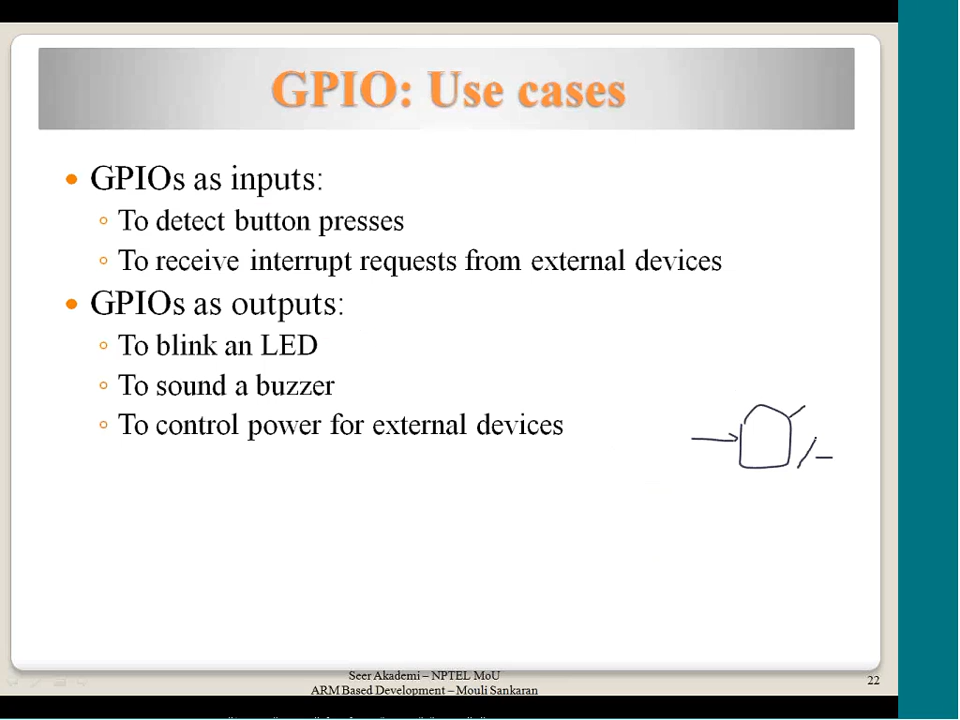 GPIO: Use cases
• GPIOs as inputs:
◦ To detect button presses
◦ To receive interrupt requests from external devices
• GPIOs as outputs:
◦ To blink an LED
◦ To sound a buzzer
◦ To control power for external devices
Seer Akademi – NPTEL MoU
ARM Based Development – Mouli Sankaran
22